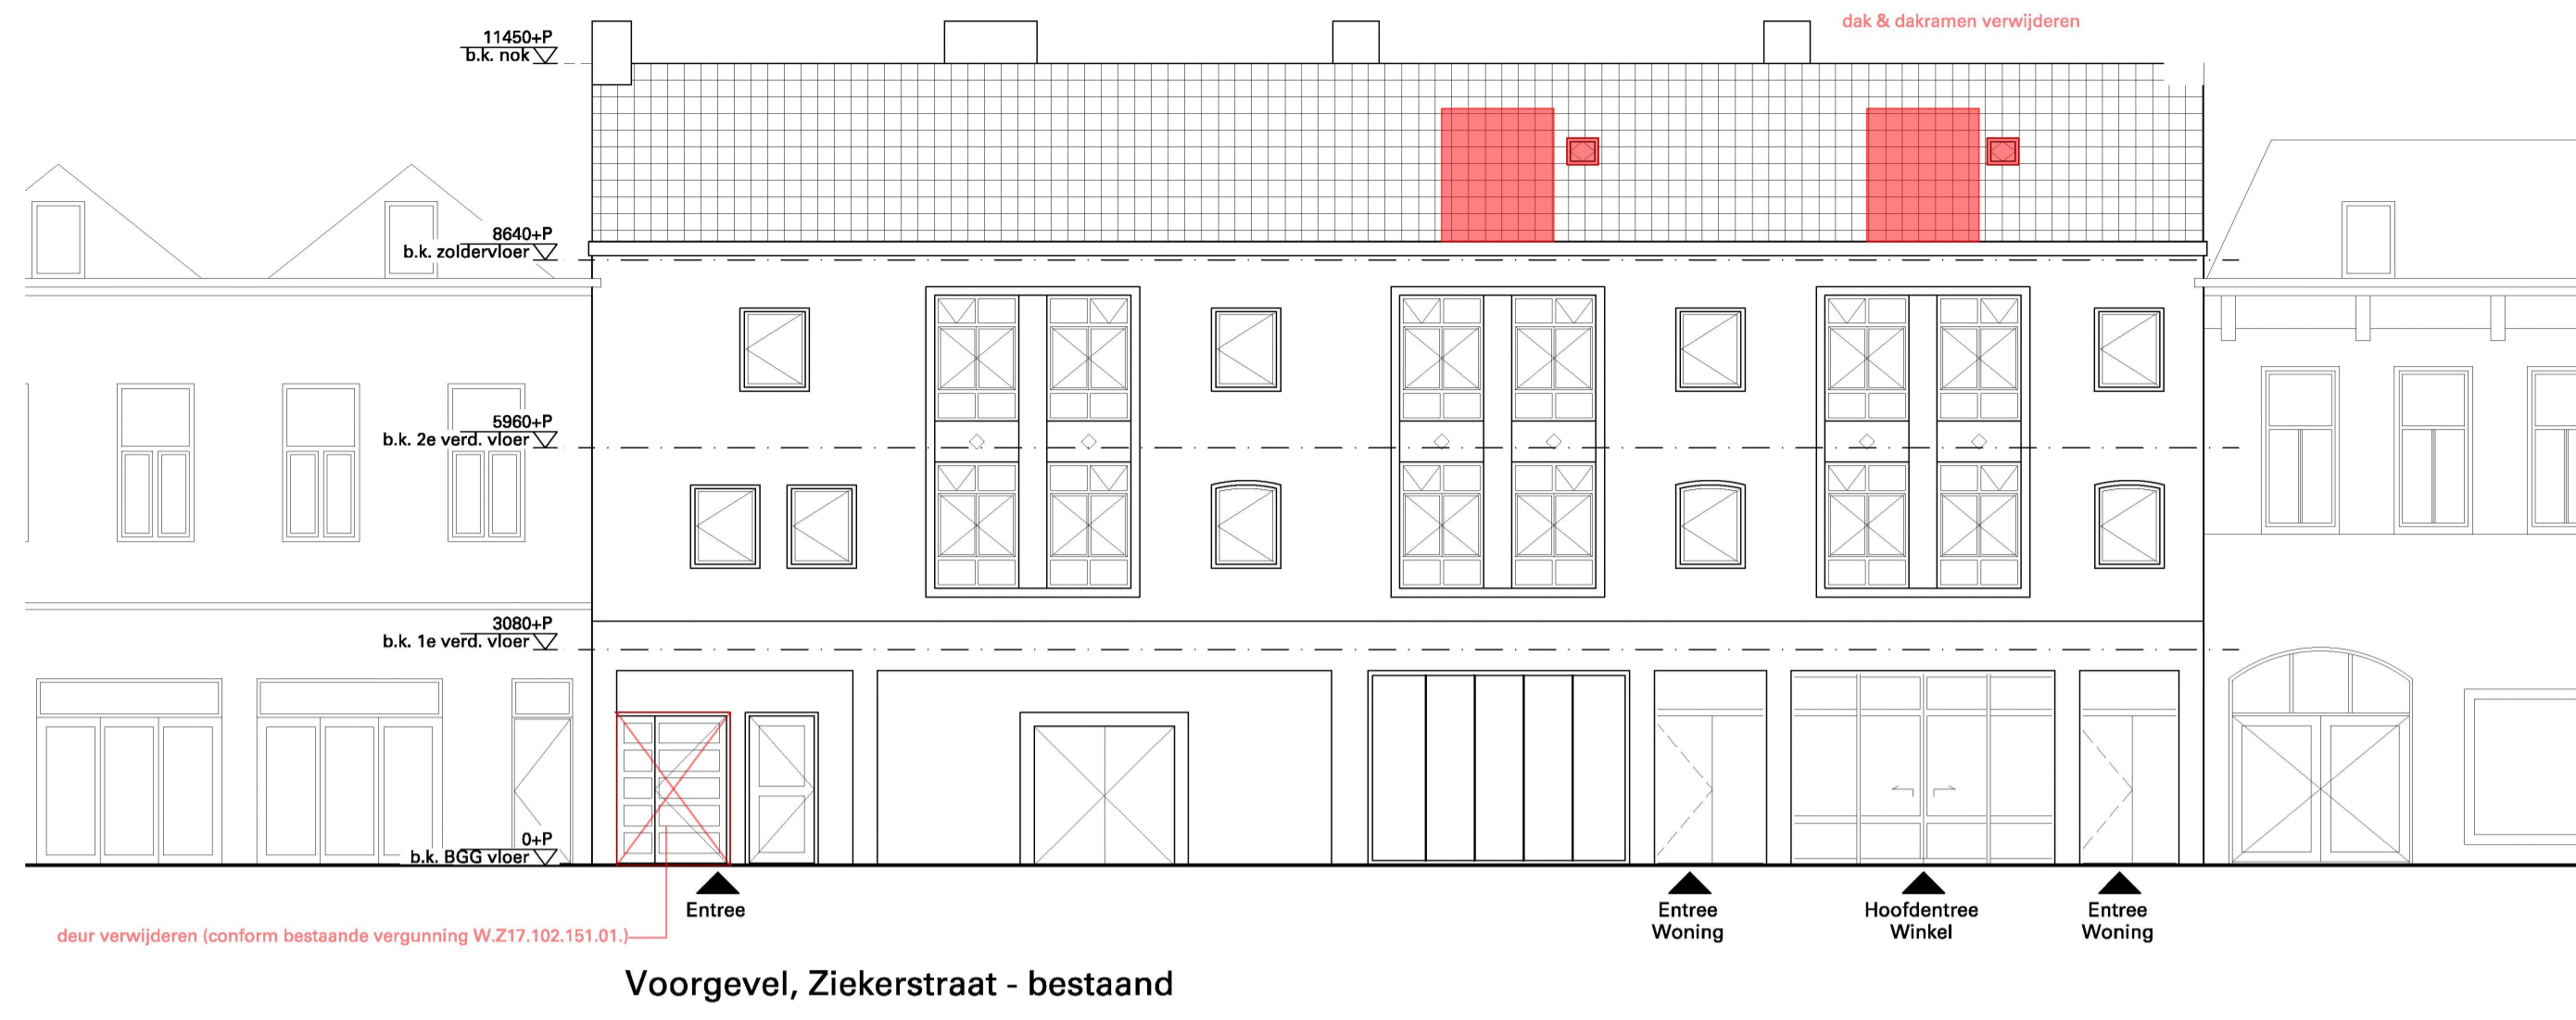 dak & dakramen verwijderen
11450+P
b.k. nok
8640+P
b.k. zoldervloer
5960+P
b.k. 2e verd. vloer
3080+P
b.k. 1e verd. vloer
0+P
b.k. BGG vloer
Entree
Entree
Woning
Hoofdentree
Winkel
Entree
Woning
deur verwijderen (conform bestaande vergunning W.Z17.102.151.01.)
Voorgevel, Ziekerstraat - bestaand